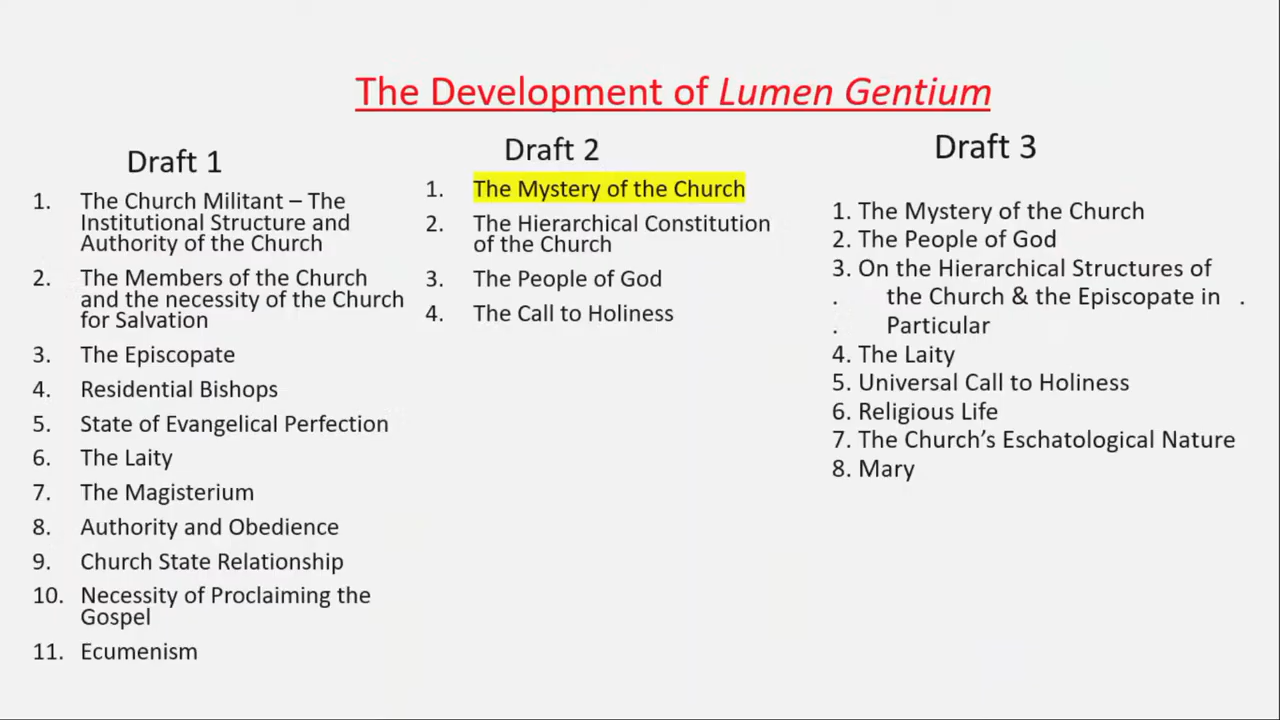 The Development of Lumen Gentium
Draft 1
1. The Church Militant – The
Institutional Structure and
Authority of the Church
2. The Members of the Church
and the necessity of the Church
for Salvation
3. The Episcopate
4. Residential Bishops
5. State of Evangelical Perfection
6. The Laity
7. The Magisterium
8. Authority and Obedience
9. Church State Relationship
10. Necessity of Proclaiming the
Gospel
11. Ecumenism
Draft 2
1. The Mystery of the Church
2. The Hierarchical Constitution
of the Church
3. The People of God
4. The Call to Holiness
Draft 3
1. The Mystery of the Church
2. The People of God
3. On the Hierarchical Structures of
. the Church & the Episcopate in .
. Particular
4. The Laity
5. Universal Call to Holiness
6. Religious Life
7. The Church’s Eschatological Nature
8. Mary